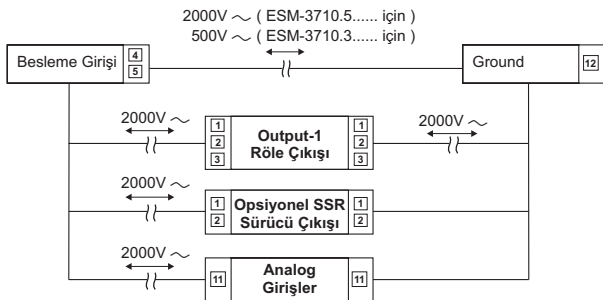 2000V ~ ( ESM-3710.5...... için )
500V ~ ( ESM-3710.3...... için )
Besleme Girişi 4 5
Ground 12
2000V ~
2000V ~
1 2 3
Output-1
Röle Çıkışı
1 2 3
2000V ~
1 2
Opsiyonel SSR
Sürücü Çıkışı
1 2
2000V ~
11
Analog
Girişler
11